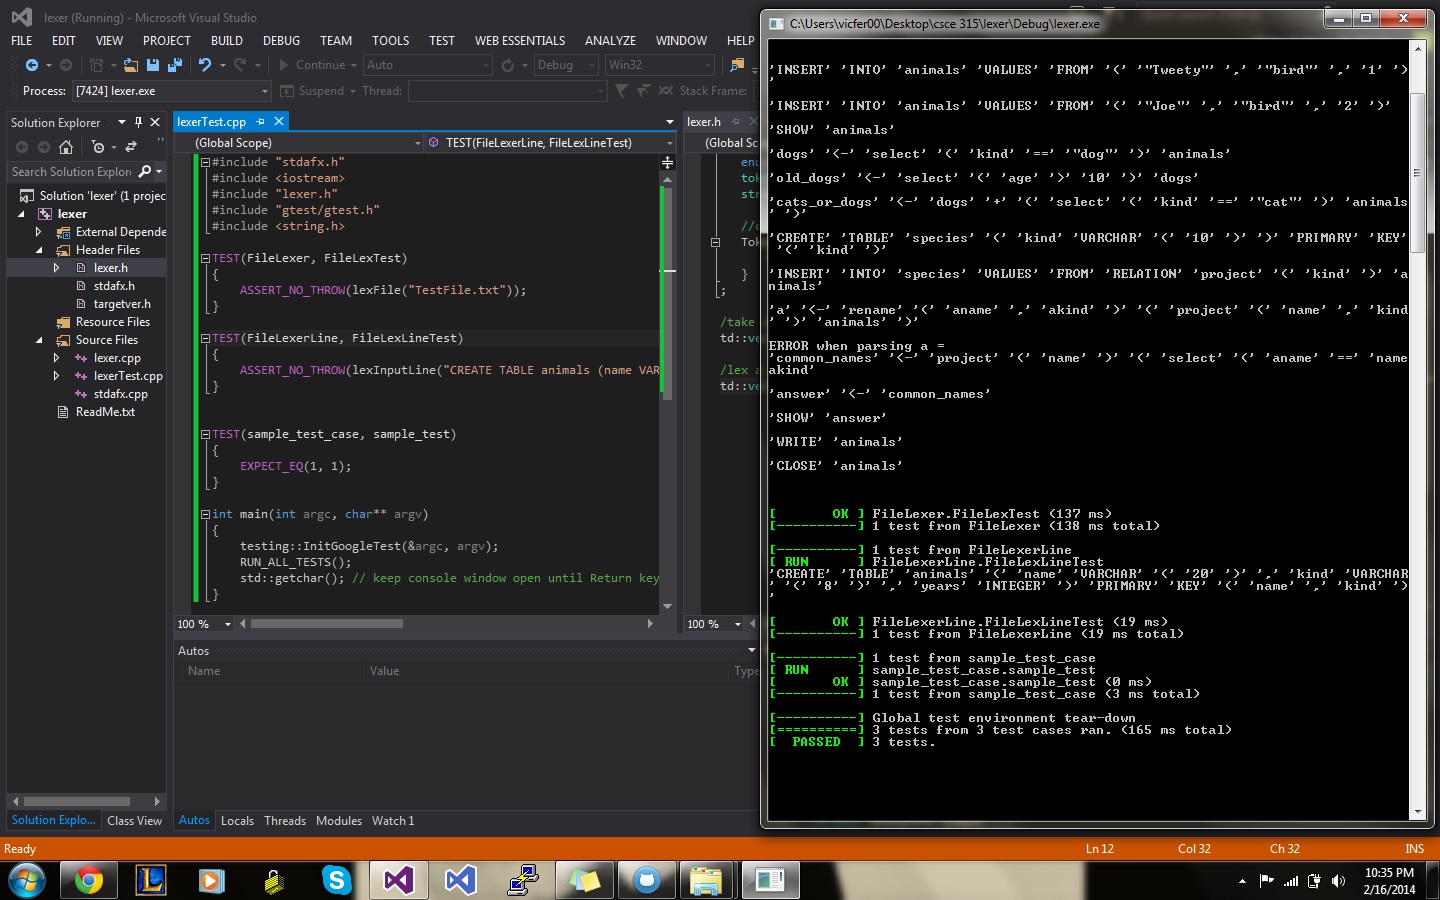 lexer (Running) - Microsoft Visual Studio
FILE EDIT VIEW PROJECT BUILD DEBUG TEAM TOOLS TEST WEB ESSENTIALS ANALYZE WINDOW HELP
Continue Auto Debug Win32
Process: [7424] lexer.exe Suspend Thread: Stack Frame:
Solution Explorer
Search Solution Explor
Solution 'lexer' (1 projec
lexer
External Depende
Header Files
lexer.h
stdafx.h
targetver.h
Resource Files
Source Files
lexer.cpp
lexerTest.cpp
stdafx.cpp
ReadMe.txt
Solution Explo... Class View
lexerTest.cpp
(Global Scope) TEST(FileLexerLine, FileLexLineTest)
#include "stdafx.h"
#include <iostream>
#include "lexer.h"
#include "gtest/gtest.h"
#include <string.h>
TEST(FileLexer, FileLexTest)
{
ASSERT_NO_THROW(lexFile("TestFile.txt"));
}
TEST(FileLexerLine, FileLexLineTest)
{
ASSERT_NO_THROW(lexInputLine("CREATE TABLE animals (name VAR
}
TEST(sample_test_case, sample_test)
{
EXPECT_EQ(1, 1);
}
int main(int argc, char** argv)
{
testing::InitGoogleTest(&argc, argv);
RUN_ALL_TESTS();
std::getchar(); // keep console window open until Return key
}
100 %
lexer.h
(Global S
enu
tok
str
//c
Tok
}
;
/take
td::ve
/lex a
td::ve
100 %
Autos
Name Value Type
Autos Locals Threads Modules Watch 1
C:\Users\vicfer00\Desktop\csce 315\lexer\Debug\lexer.exe
'INSERT' 'INTO' 'animals' 'VALUES' 'FROM' '(' '"Tweety"' ',' '"bird"' ',' '1' ')
'
'INSERT' 'INTO' 'animals' 'VALUES' 'FROM' '(' '"Joe"' ',' '"bird"' ',' '2' ')'
'SHOW' 'animals'
'dogs' '<-' 'select' '(' 'kind' '==' '"dog"' ')' 'animals'
'old_dogs' '<-' 'select' '(' 'age' '>' '10' ')' 'dogs'
'cats_or_dogs' '<-' 'dogs' '+' '(' 'select' '(' 'kind' '==' '"cat"' ')' 'animals
' ')'
'CREATE' 'TABLE' 'species' '(' 'kind' 'VARCHAR' '(' '10' ')' ')' 'PRIMARY' 'KEY'
'(' 'kind' ')'
'INSERT' 'INTO' 'species' 'VALUES' 'FROM' 'RELATION' 'project' '(' 'kind' ')' 'a
nimals'
'a' '<-' 'rename' '(' 'aname' ',' 'akind' ')' '(' 'project' '(' 'name' ',' 'kind
' ')' 'animals' ')'
ERROR when parsing a =
'common_names' '<-' 'project' '(' 'name' ')' '(' 'select' '(' 'aname' '==' 'name
akind'
'answer' '<-' 'common_names'
'SHOW' 'answer'
'WRITE' 'animals'
'CLOSE' 'animals'
[ OK ] FileLexer.FileLexTest (137 ms)
[----------] 1 test from FileLexer (138 ms total)
[----------] 1 test from FileLexerLine
[ RUN ] FileLexerLine.FileLexLineTest
'CREATE' 'TABLE' 'animals' '(' 'name' 'VARCHAR' '(' '20' ')' ',' 'kind' 'VARCHAR
' '(' '8' ')' ',' 'years' 'INTEGER' ')' 'PRIMARY' 'KEY' '(' 'name' ',' 'kind' ')
'
[ OK ] FileLexerLine.FileLexLineTest (19 ms)
[----------] 1 test from FileLexerLine (19 ms total)
[----------] 1 test from sample_test_case
[ RUN ] sample_test_case.sample_test
[ OK ] sample_test_case.sample_test (0 ms)
[----------] 1 test from sample_test_case (3 ms total)
[----------] Global test environment tear-down
[==========] 3 tests from 3 test cases ran. (165 ms total)
[ PASSED ] 3 tests.
Ready Ln 12 Col 32 Ch 32 INS
10:35 PM
2/16/2014